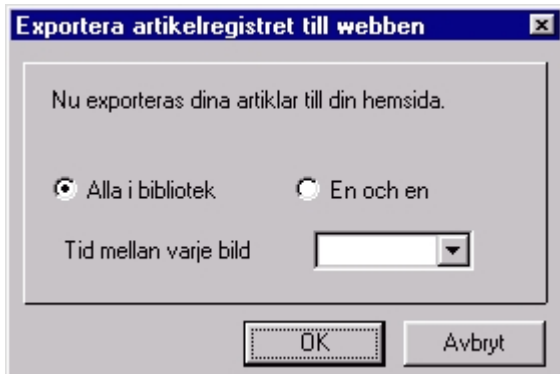 Exportera artikelregistret till webben
Nu exporteras dina artiklar till din hemsida.
Alla i bibliotek En och en
Tid mellan varje bild
OK Avbryt